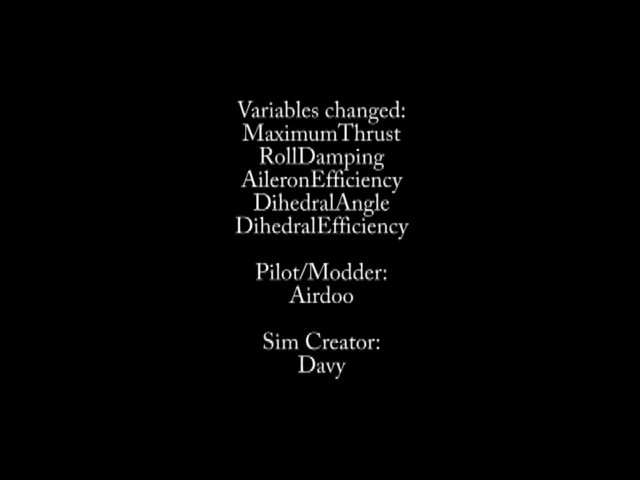 Variables changed:
MaximumThrust
RollDamping
AileronEfficiency
DihedralAngle
DihedralEfficiency
Pilot/Modder:
Airdoo
Sim Creator:
Davy